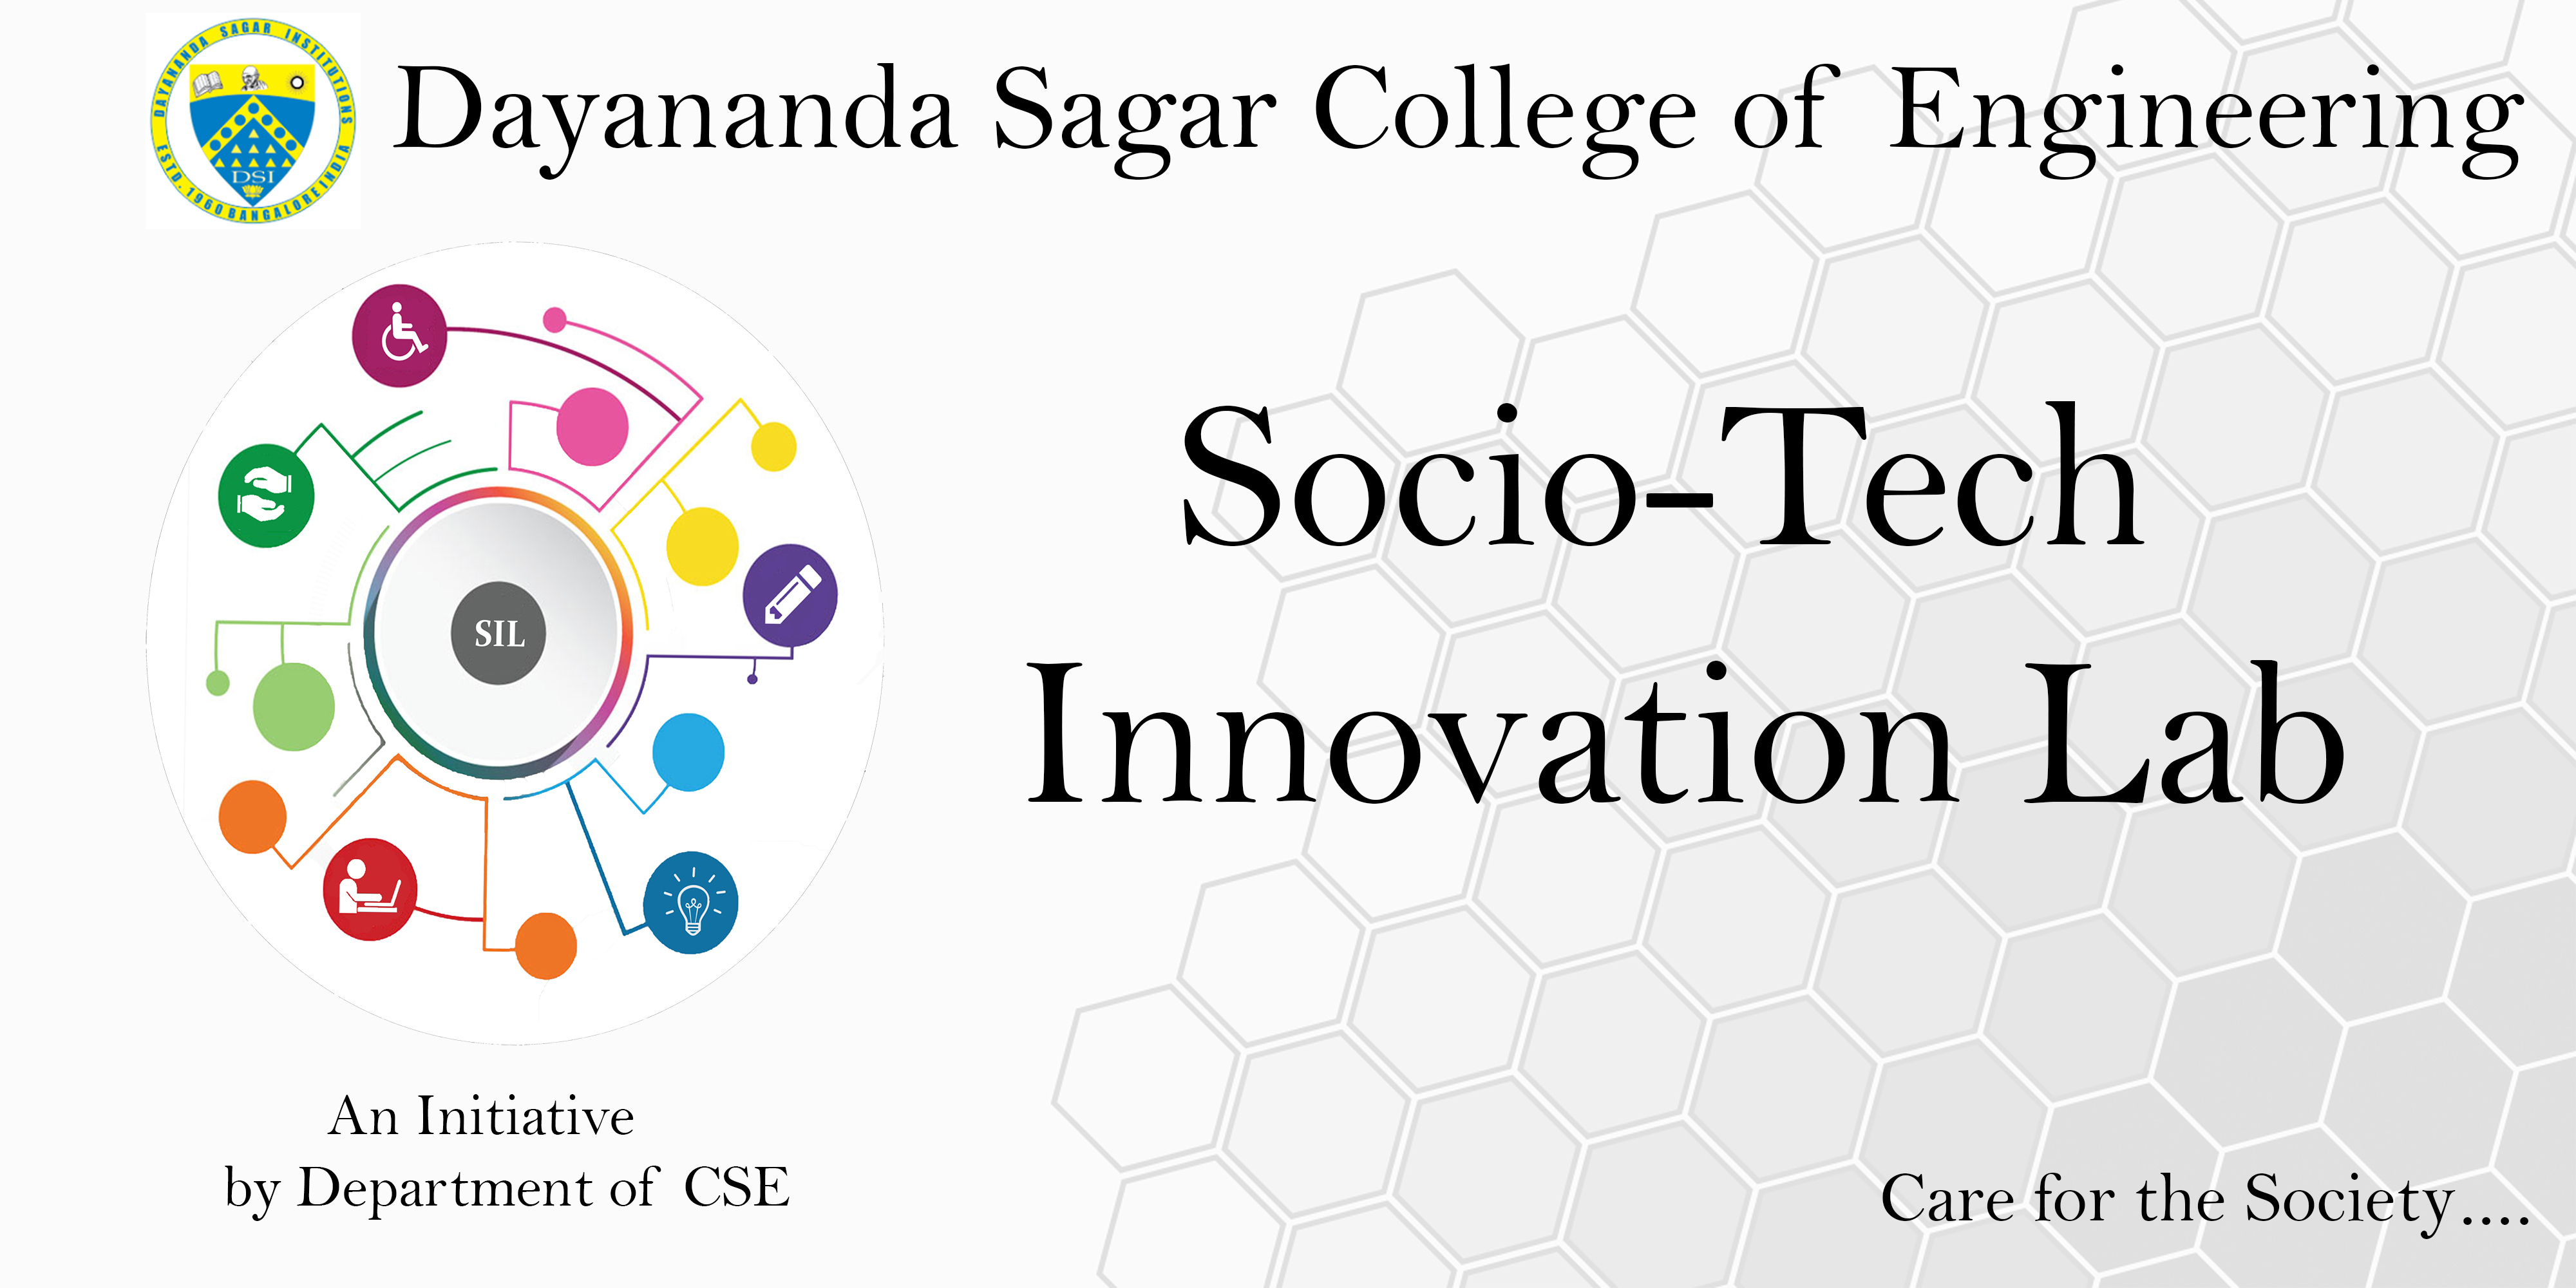 DAYANANDA SAGAR INSTITUTIONS
DSI
ESTD. 1960 BANGALORE INDIA
Dayananda Sagar College of Engineering
SIL
Socio-Tech
Innovation Lab
An Initiative
by Department of CSE
Care for the Society....